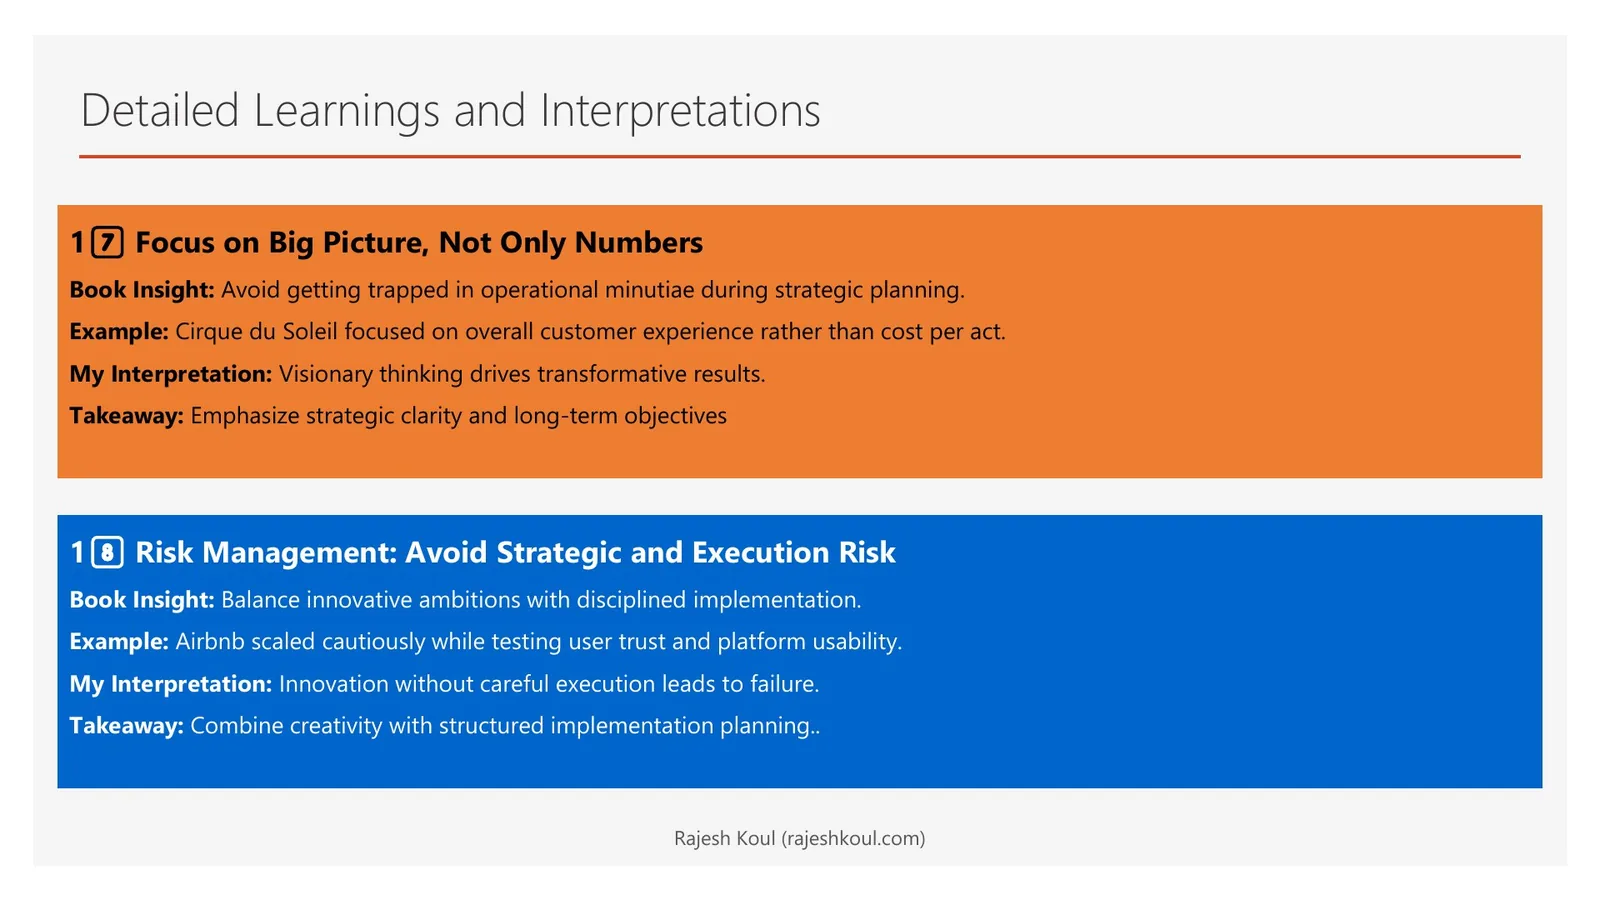 Detailed Learnings and Interpretations
17️⃣ Focus on Big Picture, Not Only Numbers
Book Insight: Avoid getting trapped in operational minutiae during strategic planning.
Example: Cirque du Soleil focused on overall customer experience rather than cost per act.
My Interpretation: Visionary thinking drives transformative results.
Takeaway: Emphasize strategic clarity and long-term objectives
18️⃣ Risk Management: Avoid Strategic and Execution Risk
Book Insight: Balance innovative ambitions with disciplined implementation.
Example: Airbnb scaled cautiously while testing user trust and platform usability.
My Interpretation: Innovation without careful execution leads to failure.
Takeaway: Combine creativity with structured implementation planning..
Rajesh Koul (rajeshkoul.com)